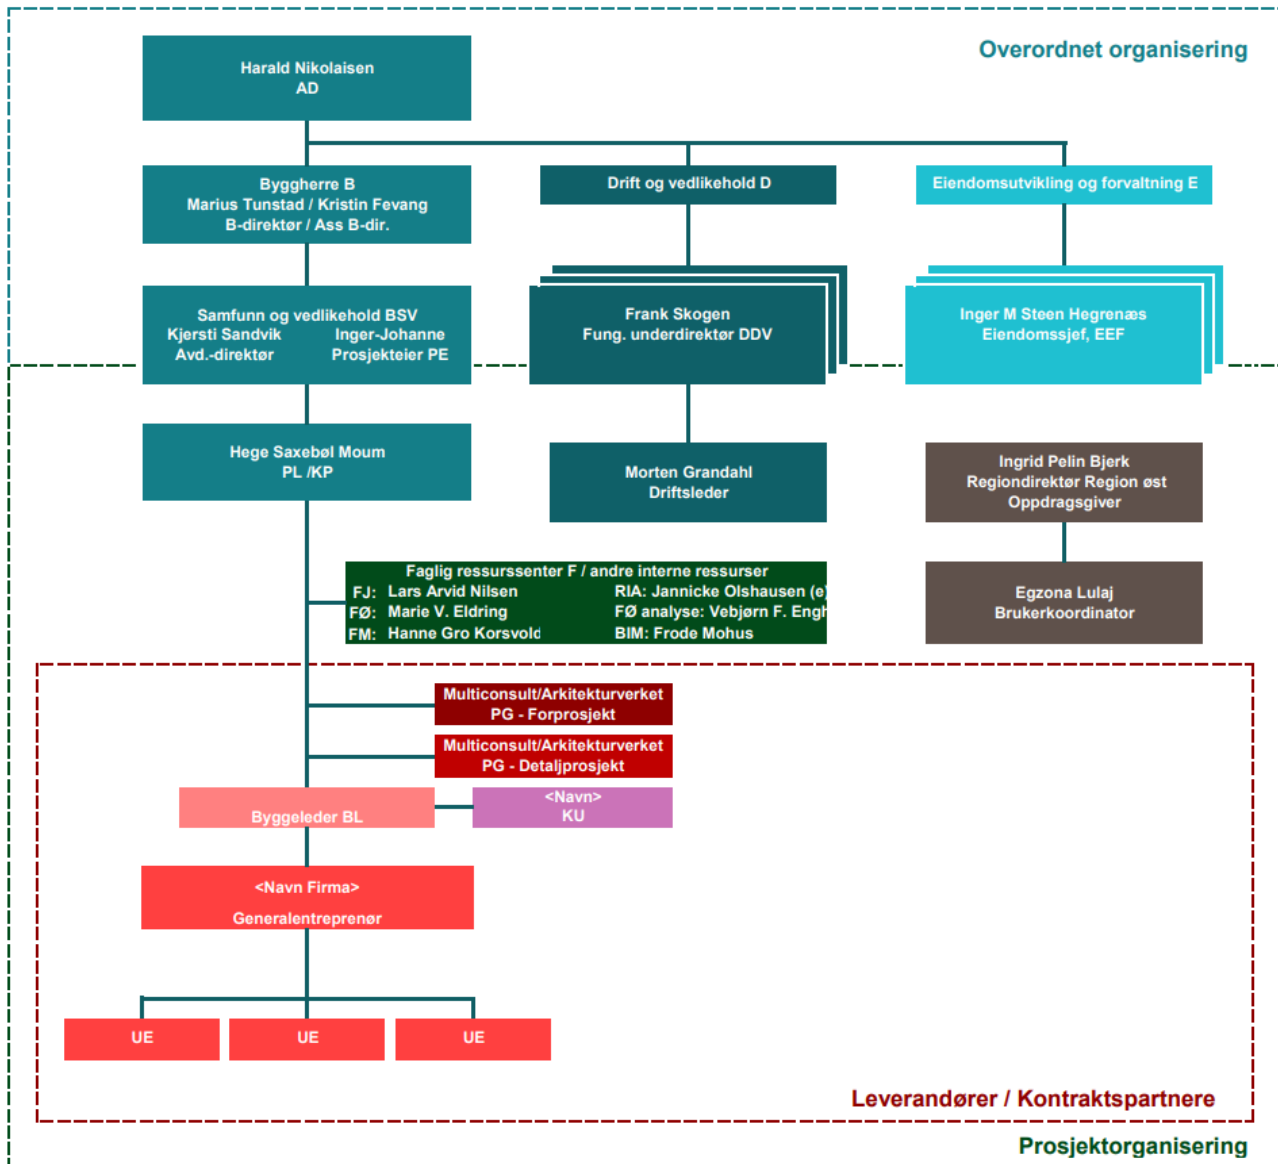 Overordnet organisering
Harald Nikolaisen
AD
Byggherre B
Marius Tunstad / Kristin Fevang
B-direktør / Ass B-dir.
Drift og vedlikehold D
Eiendomsutvikling og forvaltning E
Samfunn og vedlikehold BSV
Kjersti Sandvik Inger-Johanne
Avd.-direktør Prosjekteier PE
Frank Skogen
Fung. underdirektør DDV
Inger M Steen Hegrenæs
Eiendomssjef, EEF
Hege Saxebøl Moum
PL /KP
Morten Grandahl
Driftsleder
Ingrid Pelin Bjerk
Regiondirektør Region øst
Oppdragsgiver
Faglig ressurssenter F / andre interne ressurser
FJ: Lars Arvid Nilsen RIA: Jannicke Olshausen (e)
FØ: Marie V. Eldring FØ analyse: Vebjørn F. Engh
FM: Hanne Gro Korsvold BIM: Frode Mohus
Egzona Lulaj
Brukerkoordinator
Multiconsult/Arkitekturverket
PG - Forprosjekt
Multiconsult/Arkitekturverket
PG - Detaljprosjekt
Byggeleder BL
<Navn>
KU
<Navn Firma>
Generalentreprenør
UE
UE
UE
Leverandører / Kontraktspartnere
Prosjektorganisering